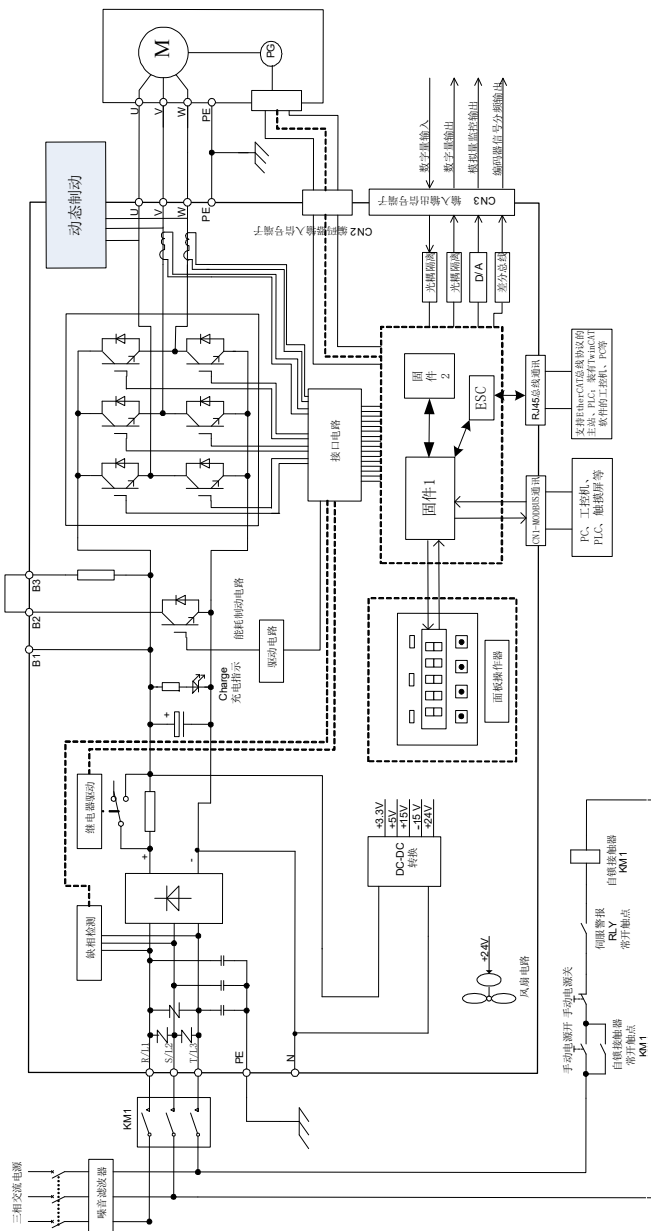 三相交流电源
噪音滤波器
KM1
R/L1
S/L2
T/L3
PE
N
缺相检测
继电器驱动
+
-
+
Charge
充电指示
B1
B2
B3
能耗制动电路
驱动电路
动态制动
U
V
W
PE
U
V
W
PE
M
PG
接口电路
CN2 编码器输入信号端子
CN3
输入输出信号端子
数字量输入
数字量输出
模拟量监控输出
编码器信号分频输出
光耦隔离
光耦隔离
D/A
差分总线
固件1
固件2
ESC
RJ45总线通讯
支持EtherCAT总线协议的
主站、PLC；装有TwinCAT
软件的工控机、PC等
CN1-MODBUS通讯
PC、工控机、
PLC、触摸屏等
面板操作器
DC-DC
转换
+3.3V
+5V
+15V
-15V
+24V
+24V
风扇电路
手动电源开
手动电源关
自锁接触器
常开触点
KM1
伺服警报
RLY
常开触点
自锁接触器
KM1